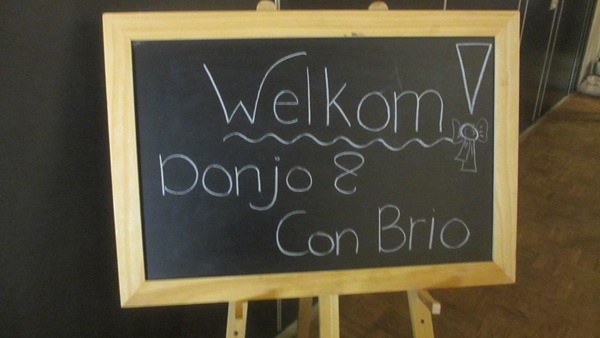 Welkom!
Donjo &
Con Brio